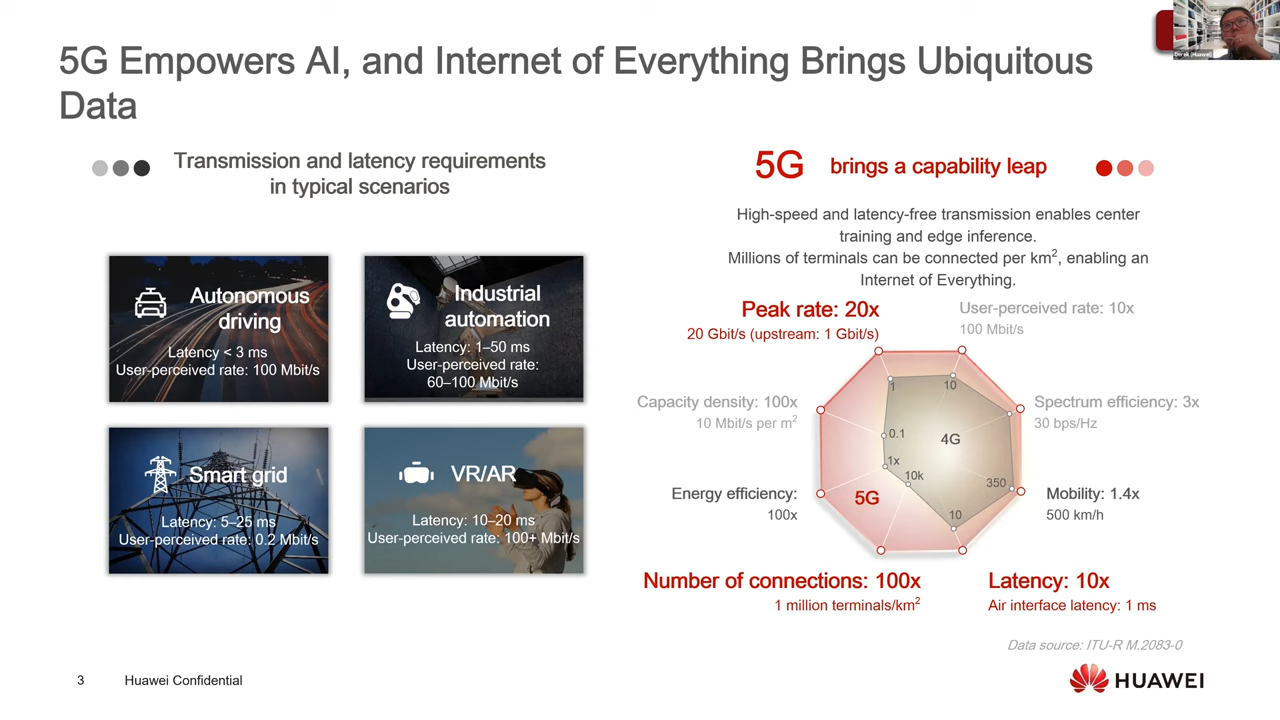 5G Empowers AI, and Internet of Everything Brings Ubiquitous
Data
Derek (Huawei)
Transmission and latency requirements
in typical scenarios
Autonomous
driving
Latency < 3 ms
User-perceived rate: 100 Mbit/s
Industrial
automation
Latency: 1–50 ms
User-perceived rate:
60–100 Mbit/s
Smart grid
Latency: 5–25 ms
User-perceived rate: 0.2 Mbit/s
VR/AR
Latency: 10–20 ms
User-perceived rate: 100+ Mbit/s
5G brings a capability leap
High-speed and latency-free transmission enables center
training and edge inference.
Millions of terminals can be connected per km2, enabling an
Internet of Everything.
Peak rate: 20x
20 Gbit/s (upstream: 1 Gbit/s)
User-perceived rate: 10x
100 Mbit/s
Capacity density: 100x
10 Mbit/s per m2
Spectrum efficiency: 3x
30 bps/Hz
Energy efficiency:
100x
Mobility: 1.4x
500 km/h
1
10
0.1
4G
1x
10k
350
5G
10
Number of connections: 100x
1 million terminals/km2
Latency: 10x
Air interface latency: 1 ms
Data source: ITU-R M.2083-0
3
Huawei Confidential
HUAWEI